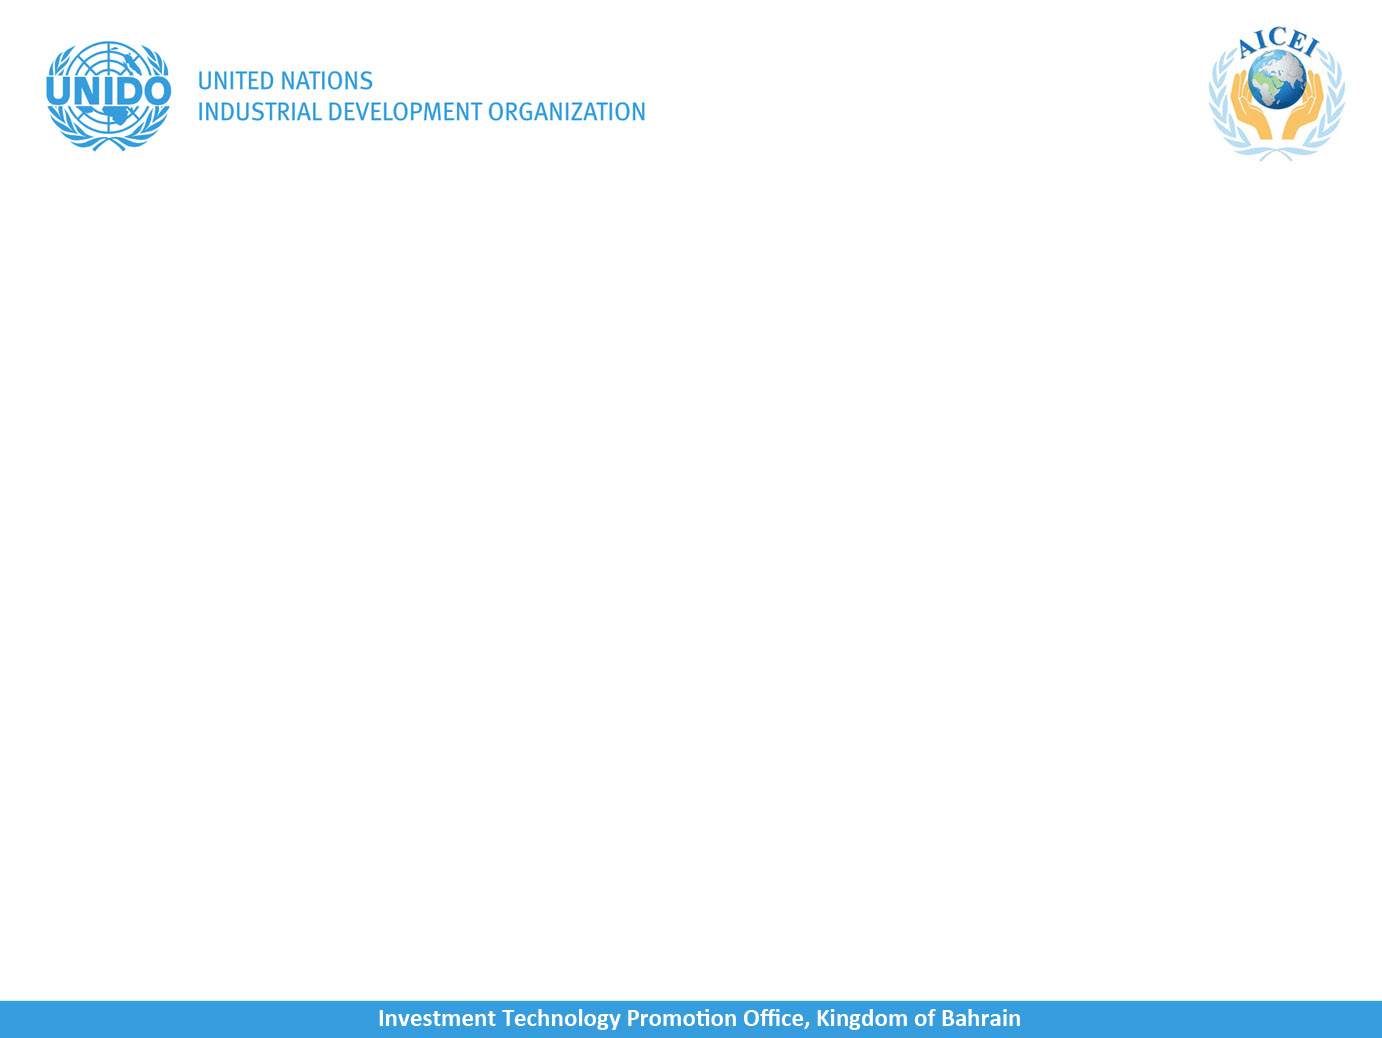 UNIDO
UNITED NATIONS
INDUSTRIAL DEVELOPMENT ORGANIZATION
AICEI
Investment Technology Promotion Office, Kingdom of Bahrain